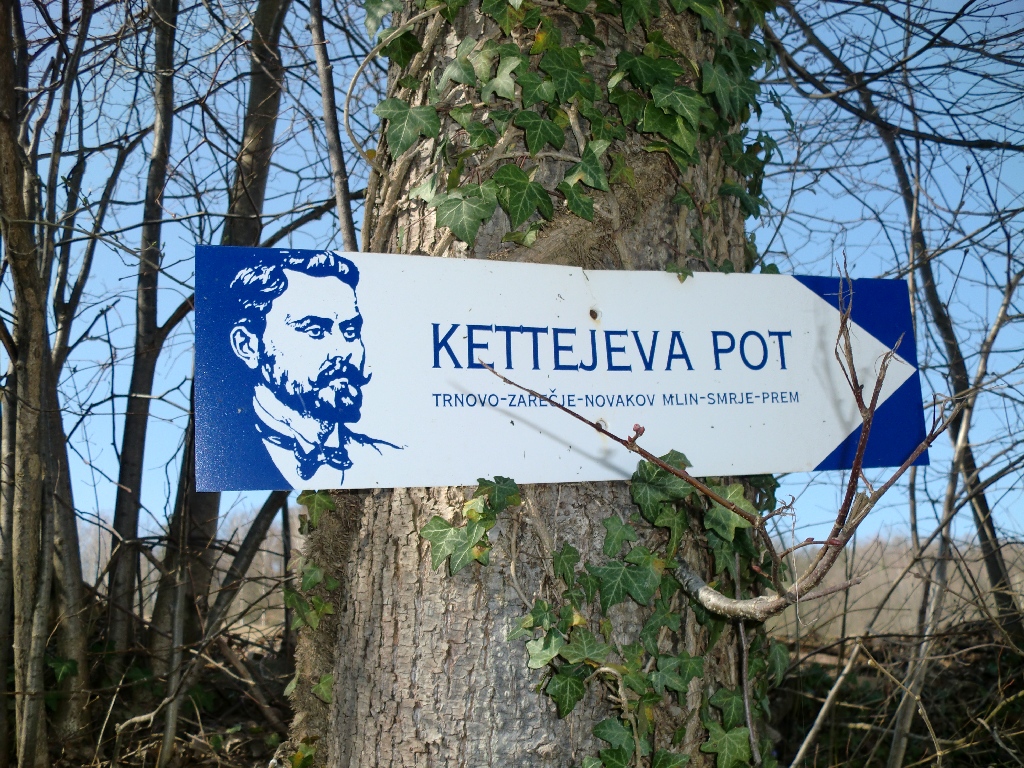 KETTEJEVA POT
TRNOVO-ZAREČJE-NOVAKOV MLIN-SMRJE-PREM